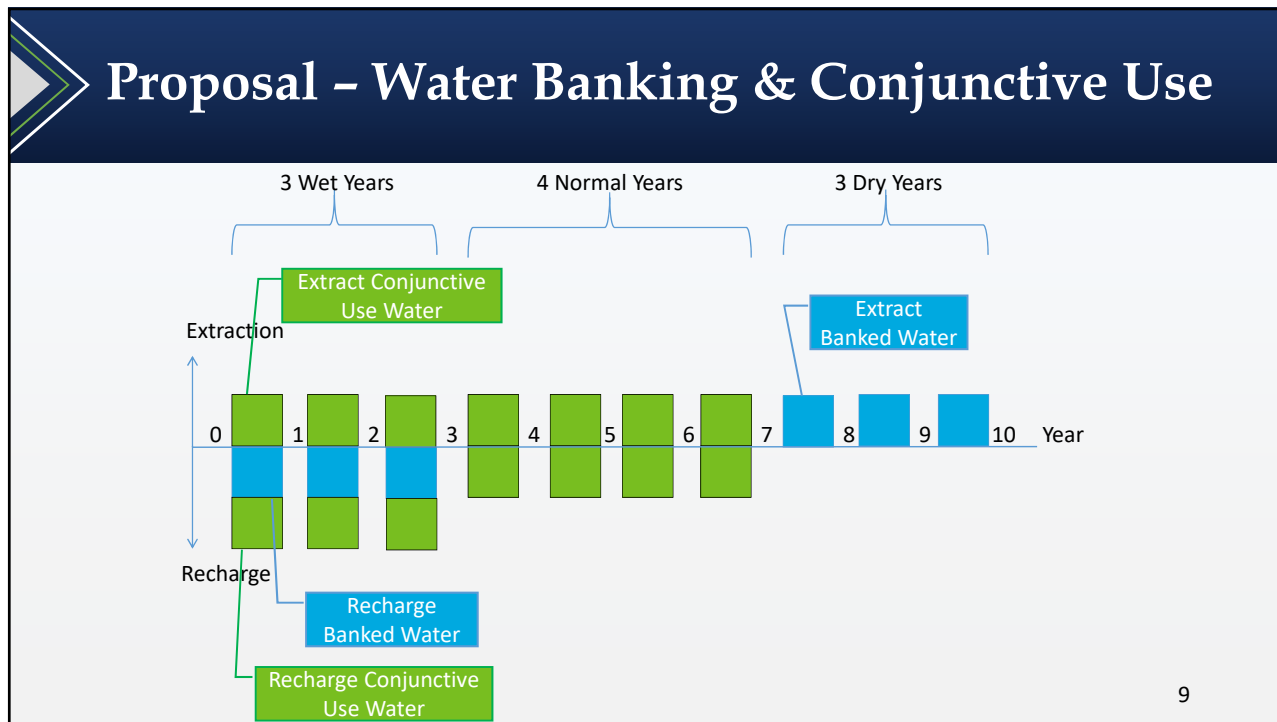 Proposal – Water Banking & Conjunctive Use
3 Wet Years
4 Normal Years
3 Dry Years
Extract Conjunctive
Use Water
Extract
Banked Water
Extraction
0 1 2 3 4 5 6 7 8 9 10 Year
Recharge
Recharge
Banked Water
Recharge Conjunctive
Use Water
9